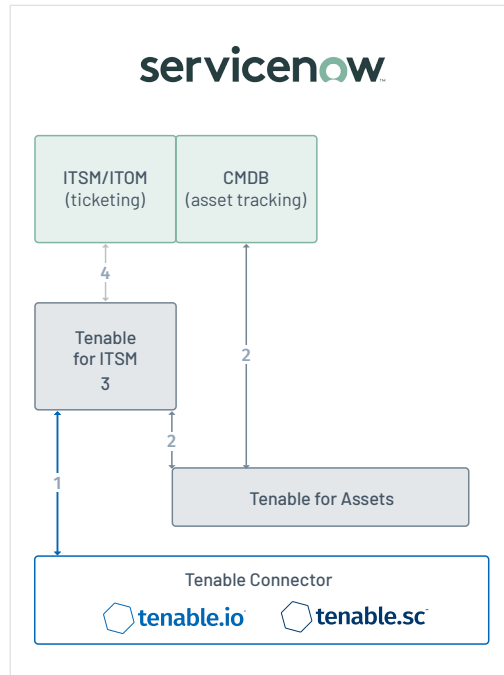 servicenow™
ITSM/ITOM
(ticketing)
CMDB
(asset tracking)
4
Tenable
for ITSM
3
2
2
1
Tenable for Assets
Tenable Connector
tenable.io
tenable.sc